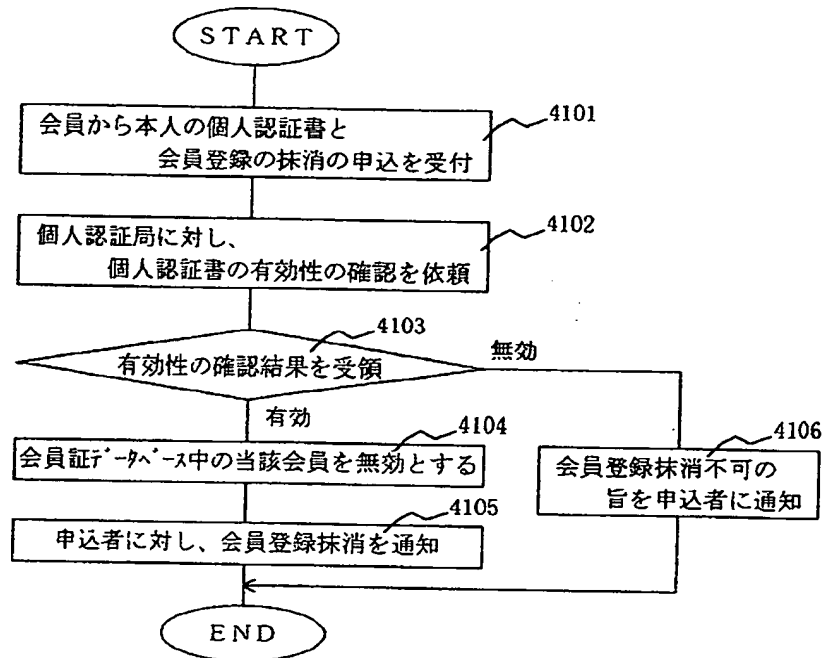 START
会員から本人の個人認証書と
会員登録の抹消の申込を受付
4101
個人認証局に対し、
個人認証書の有効性の確認を依頼
4102
有効性の確認結果を受領
4103
無効
有効
会員証ﾃﾞｰﾀﾍﾞｰｽ中の当該会員を無効とする
4104
会員登録抹消不可の
旨を申込者に通知
4106
申込者に対し、会員登録抹消を通知
4105
END